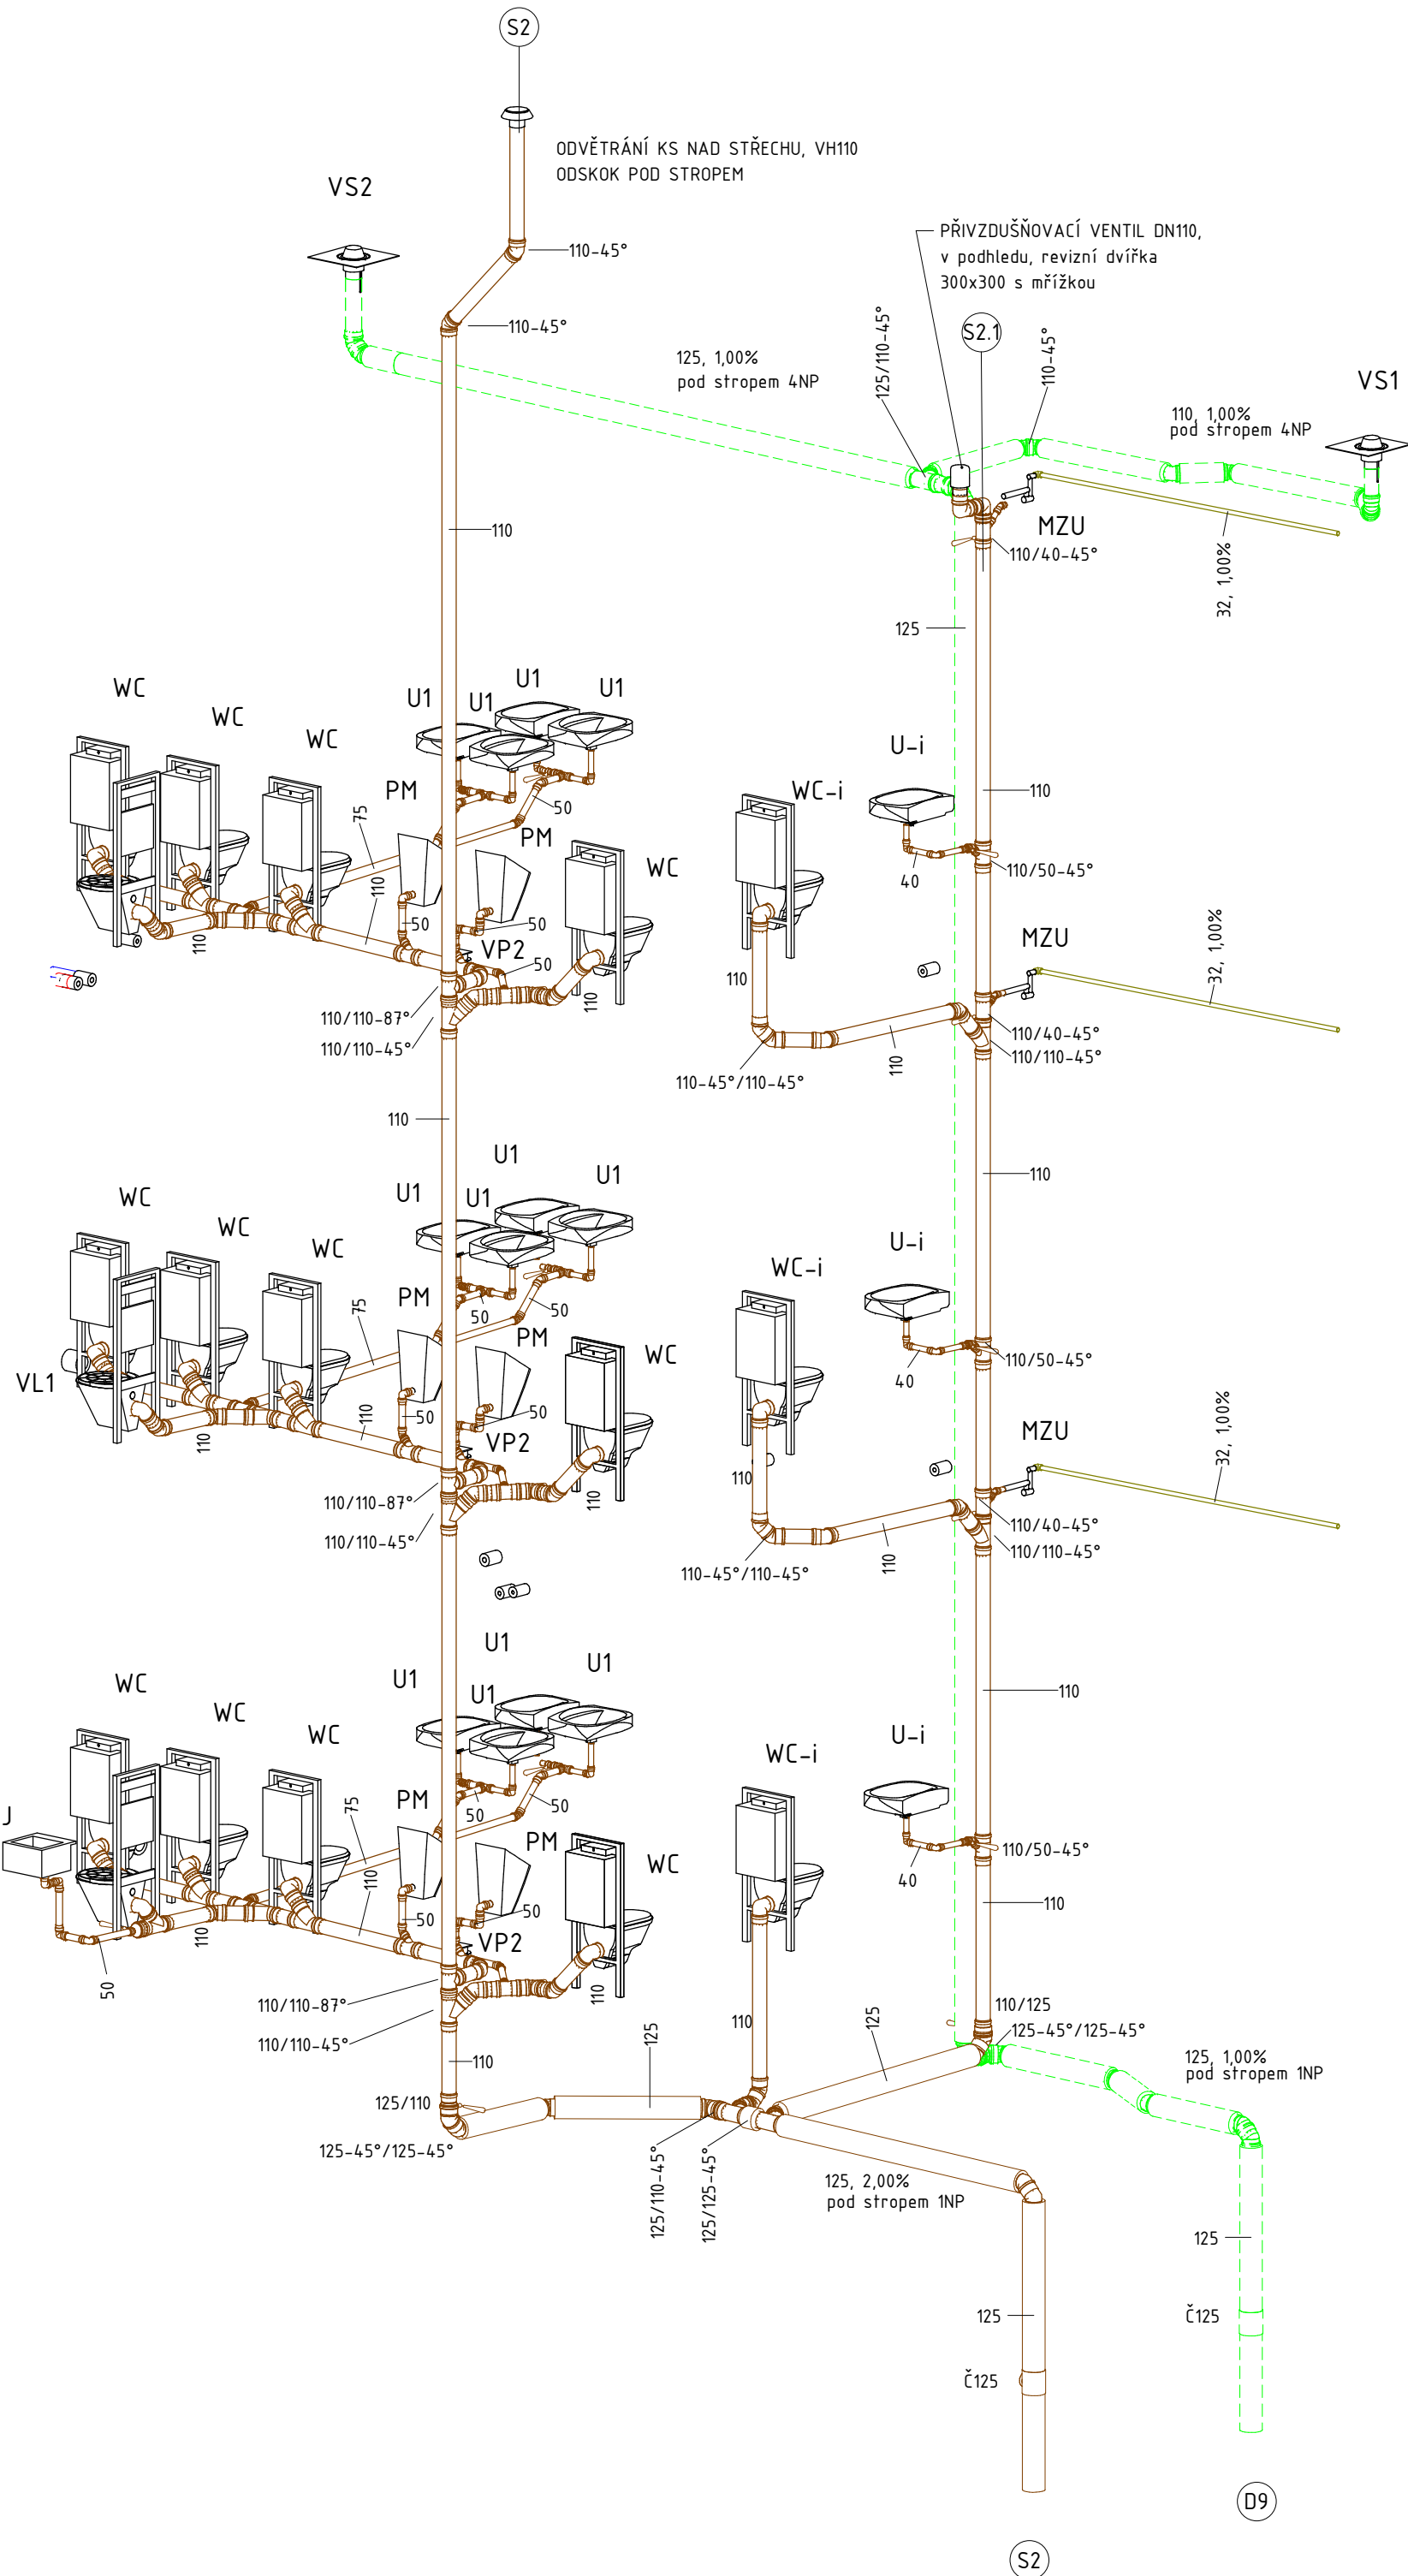 S2
ODVĚTRÁNÍ KS NAD STŘECHU, VH110
ODSKOK POD STROPEM
VS2
110-45°
PŘIVZDUŠŇOVACÍ VENTIL DN110,
v podhledu, revizní dvířka
300x300 s mřížkou
110-45°
S2.1
125/110-45°
110-45°
125, 1,00%
pod stropem 4NP
VS1
110, 1,00%
pod stropem 4NP
MZU
110
110/40-45°
32, 1,00%
125
WC
WC
WC
U1
U1
U1
U1
U-i
PM
WC-i
110
75
50
PM
WC
110/50-45°
40
110
50
50
VP2
50
110
110
MZU
32, 1,00%
110
110/110-87°
110/110-45°
110/40-45°
110/110-45°
110
110-45°/110-45°
110
110
U1
U1
U1
U1
WC
WC
WC
U-i
WC-i
PM
75
50
50
PM
WC
110/50-45°
40
VL1
110
50
50
VP2
110
110
MZU
32, 1,00%
110
110/110-87°
110/110-45°
110/40-45°
110/110-45°
110
110-45°/110-45°
U1
U1
U1
U1
WC
WC
WC
110
U-i
WC-i
PM
75
50
50
J
PM
WC
110/50-45°
40
110
110
50
50
VP2
110
110
50
110/110-87°
110/110-45°
110
125
125
110/125
125-45°/125-45°
110
125, 1,00%
pod stropem 1NP
125/110
125-45°/125-45°
125/110-45°
125/125-45°
125, 2,00%
pod stropem 1NP
125
125
Č125
Č125
D9
S2